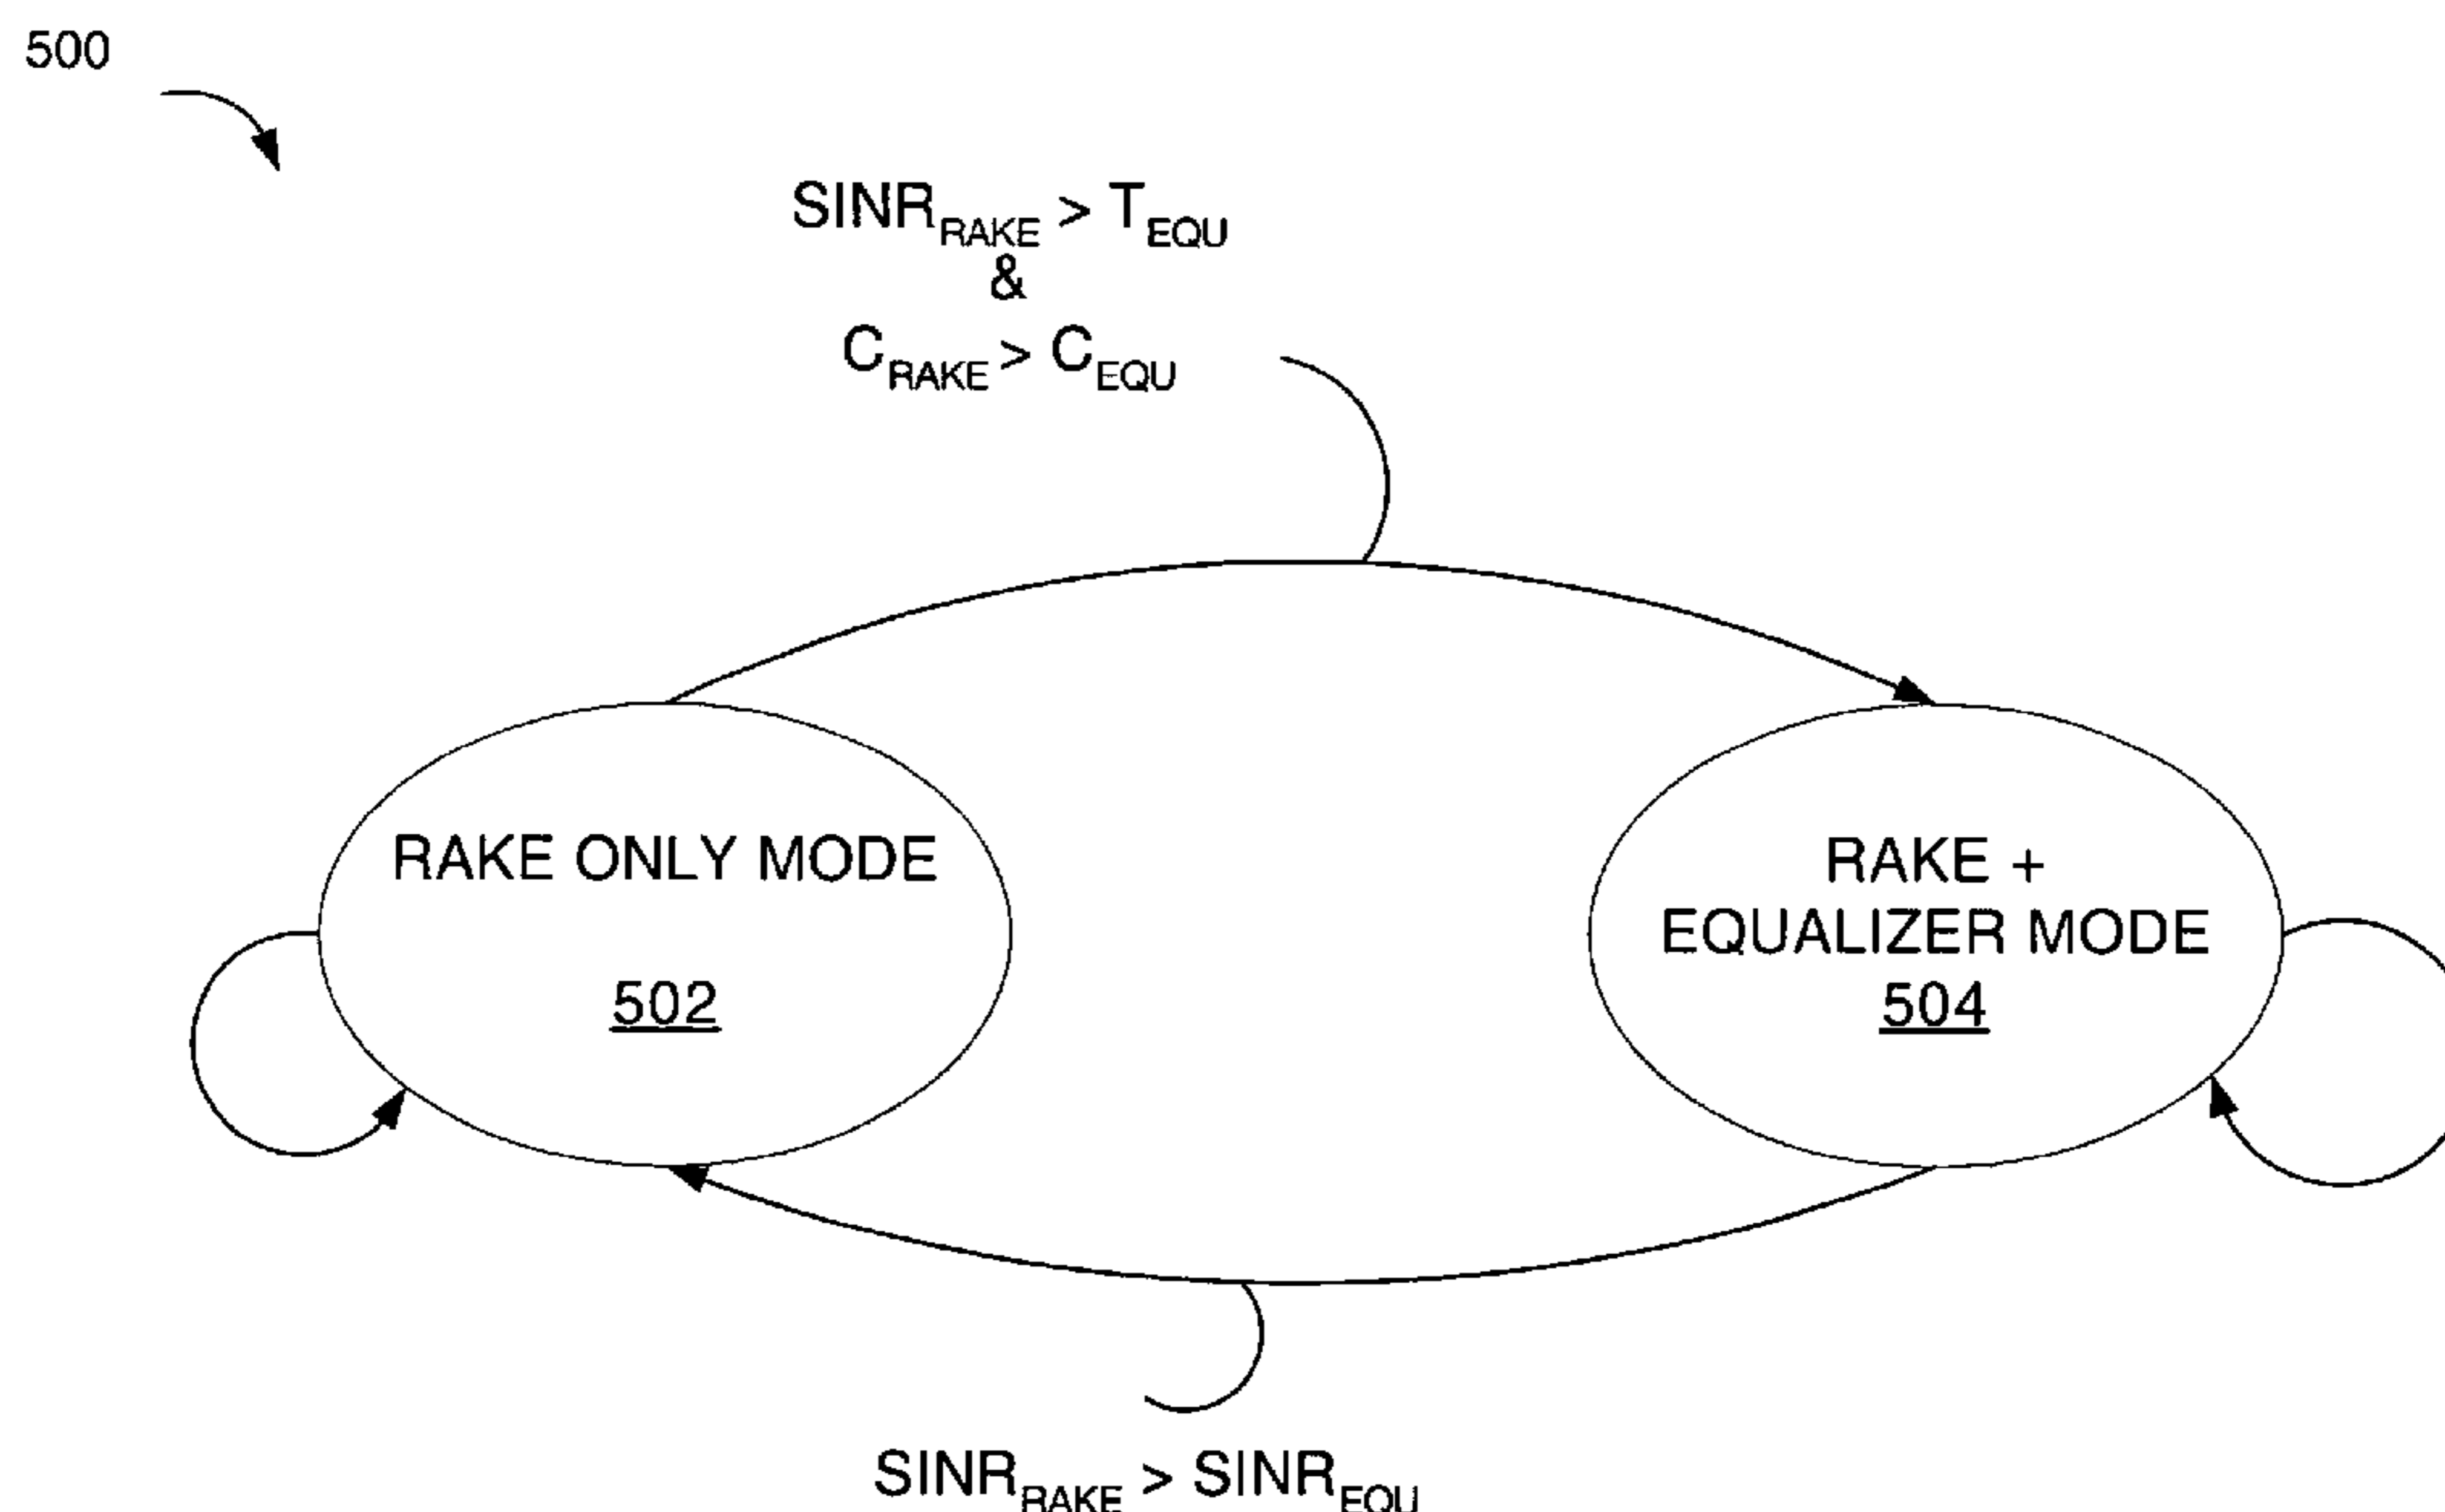 500
SINR_RAKE > T_EQU
&
C_RAKE > C_EQU
RAKE ONLY MODE
502
RAKE +
EQUALIZER MODE
504
SINR_RAKE > SINR_EQU